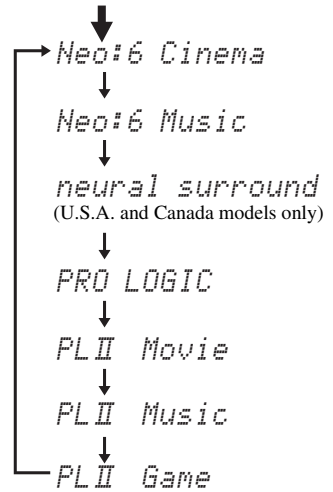 Neo:6 Cinema
Neo:6 Music
neural surround
(U.S.A. and Canada models only)
PRO LOGIC
PLⅡ Movie
PLⅡ Music
PLⅡ Game